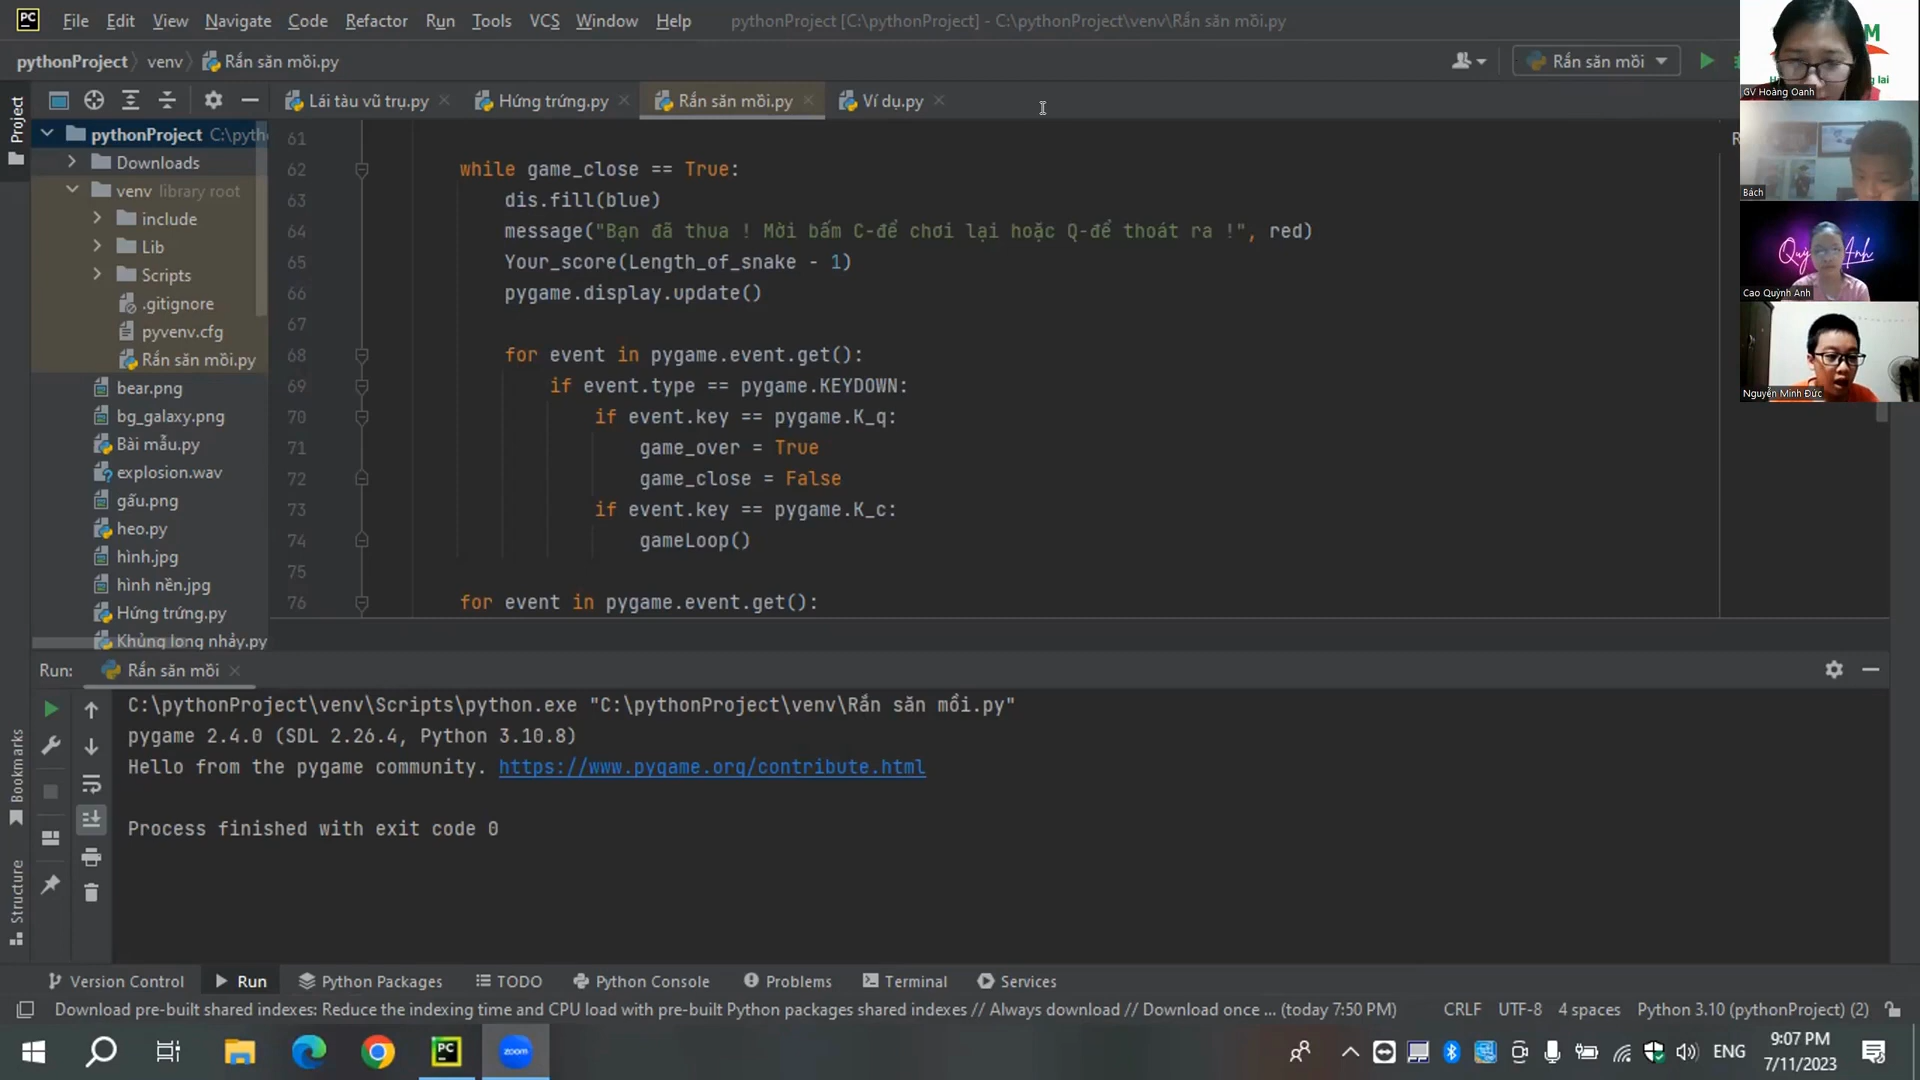 File Edit View Navigate Code Refactor Run Tools VCS Window Help pythonProject [C:\pythonProject] - C:\pythonProject\venv\Rắn săn mồi.py
pythonProject venv Rắn săn mồi.py Rắn săn mồi
Lái tàu vũ trụ.py Hứng trứng.py Rắn săn mồi.py Ví dụ.py
Project
pythonProject C:\pyth
Downloads
venv library root
include
Lib
Scripts
.gitignore
pyvenv.cfg
Rắn săn mồi.py
bear.png
bg_galaxy.png
Bài mẫu.py
explosion.wav
gấu.png
heo.py
hình.jpg
hình nền.jpg
Hứng trứng.py
Khủng long nhảy.py
61
62 while game_close == True:
63 dis.fill(blue)
64 message("Bạn đã thua ! Mời bấm C-để chơi lại hoặc Q-để thoát ra !", red)
65 Your_score(Length_of_snake - 1)
66 pygame.display.update()
67
68 for event in pygame.event.get():
69 if event.type == pygame.KEYDOWN:
70 if event.key == pygame.K_q:
71 game_over = True
72 game_close = False
73 if event.key == pygame.K_c:
74 gameLoop()
75
76 for event in pygame.event.get():
GV Hoàng Oanh
Bách
Cao Quỳnh Anh
Nguyễn Minh Đức
Run: Rắn săn mồi
C:\pythonProject\venv\Scripts\python.exe "C:\pythonProject\venv\Rắn săn mồi.py"
pygame 2.4.0 (SDL 2.26.4, Python 3.10.8)
Hello from the pygame community. https://www.pygame.org/contribute.html
Process finished with exit code 0
Bookmarks
Structure
Version Control Run Python Packages TODO Python Console Problems Terminal Services
Download pre-built shared indexes: Reduce the indexing time and CPU load with pre-built Python packages shared indexes // Always download // Download once ... (today 7:50 PM) CRLF UTF-8 4 spaces Python 3.10 (pythonProject) (2)
zoom ENG 9:07 PM
7/11/2023